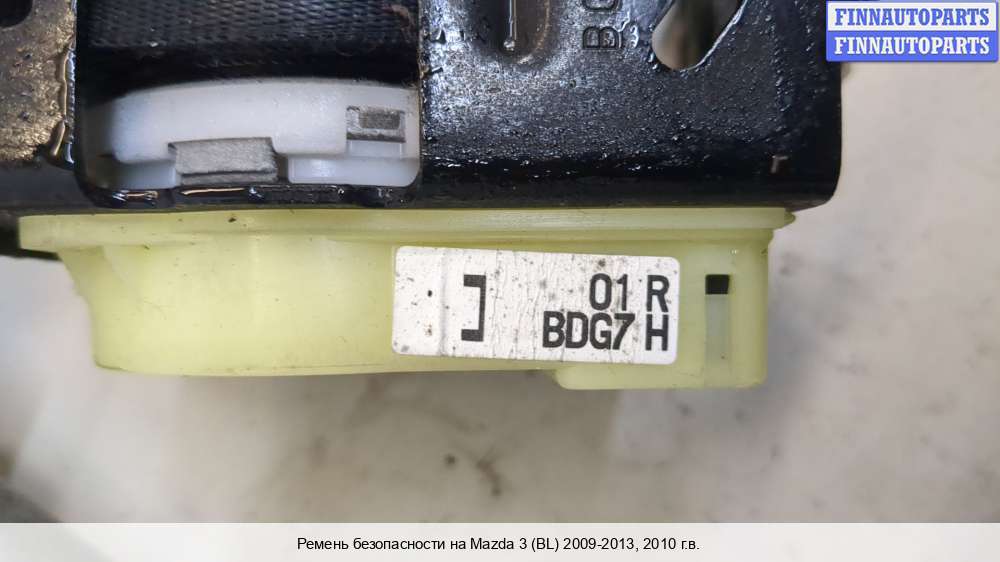 FINNAUTOPARTS
FINNAUTOPARTS
01 R
BDG7 H
Ремень безопасности на Mazda 3 (BL) 2009-2013, 2010 г.в.